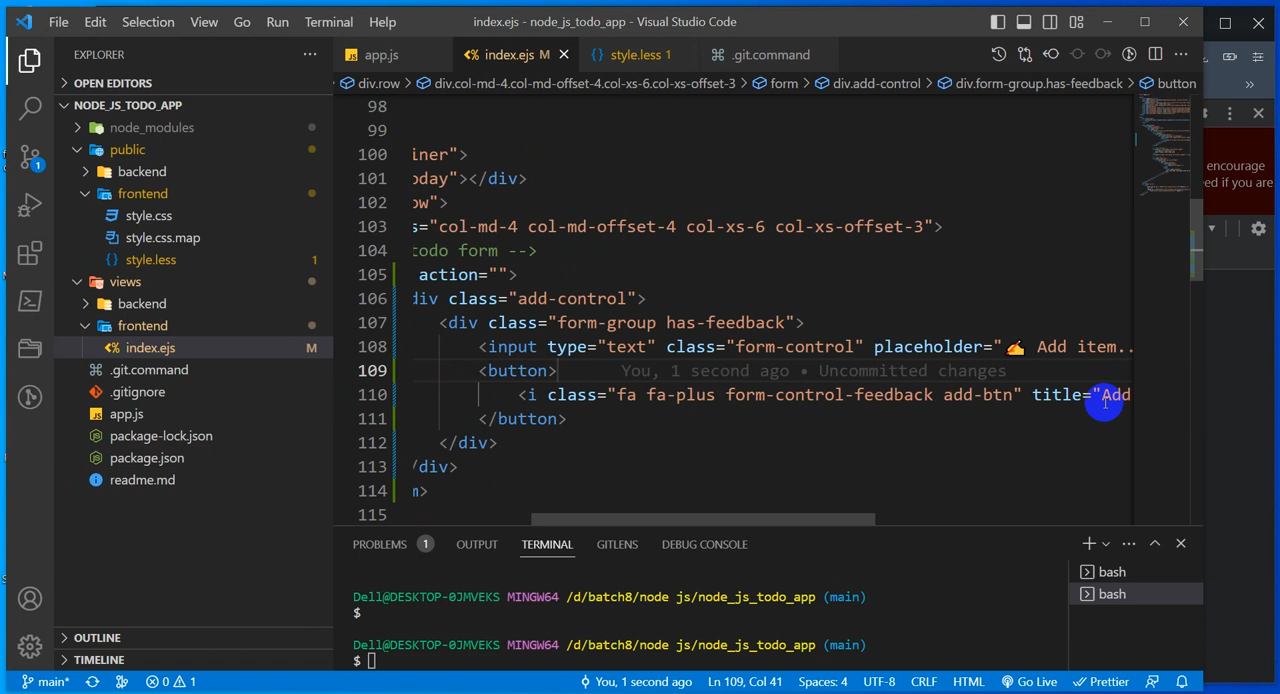 File Edit Selection View Go Run Terminal Help
index.ejs - node_js_todo_app - Visual Studio Code
EXPLORER
OPEN EDITORS
NODE_JS_TODO_APP
node_modules
public
backend
frontend
style.css
style.css.map
style.less 1
views
backend
frontend
index.ejs M
.git.command
.gitignore
JS app.js
package-lock.json
package.json
readme.md
OUTLINE
TIMELINE
1
JS app.js
index.ejs M
style.less 1
.git.command
div.row > div.col-md-4.col-md-offset-4.col-xs-6.col-xs-offset-3 > form > div.add-control > div.form-group.has-feedback > button
98
99
100 iner">
101 oday"></div>
102 ow">
103 s="col-md-4 col-md-offset-4 col-xs-6 col-xs-offset-3">
104 todo form -->
105 action="">
106 div class="add-control">
107 <div class="form-group has-feedback">
108 <input type="text" class="form-control" placeholder="✍ Add item..
109 <button> You, 1 second ago • Uncommitted changes
110 <i class="fa fa-plus form-control-feedback add-btn" title="Add
111 </button>
112 </div>
113 /div>
114 m>
115
PROBLEMS 1 OUTPUT TERMINAL GITLENS DEBUG CONSOLE
Dell@DESKTOP-0JMVEKS MINGW64 /d/batch8/node js/node_js_todo_app (main)
$
Dell@DESKTOP-0JMVEKS MINGW64 /d/batch8/node js/node_js_todo_app (main)
$
bash
bash
main* 0 1
You, 1 second ago Ln 109, Col 41 Spaces: 4 UTF-8 CRLF HTML Go Live Prettier
encourage
ed if you are